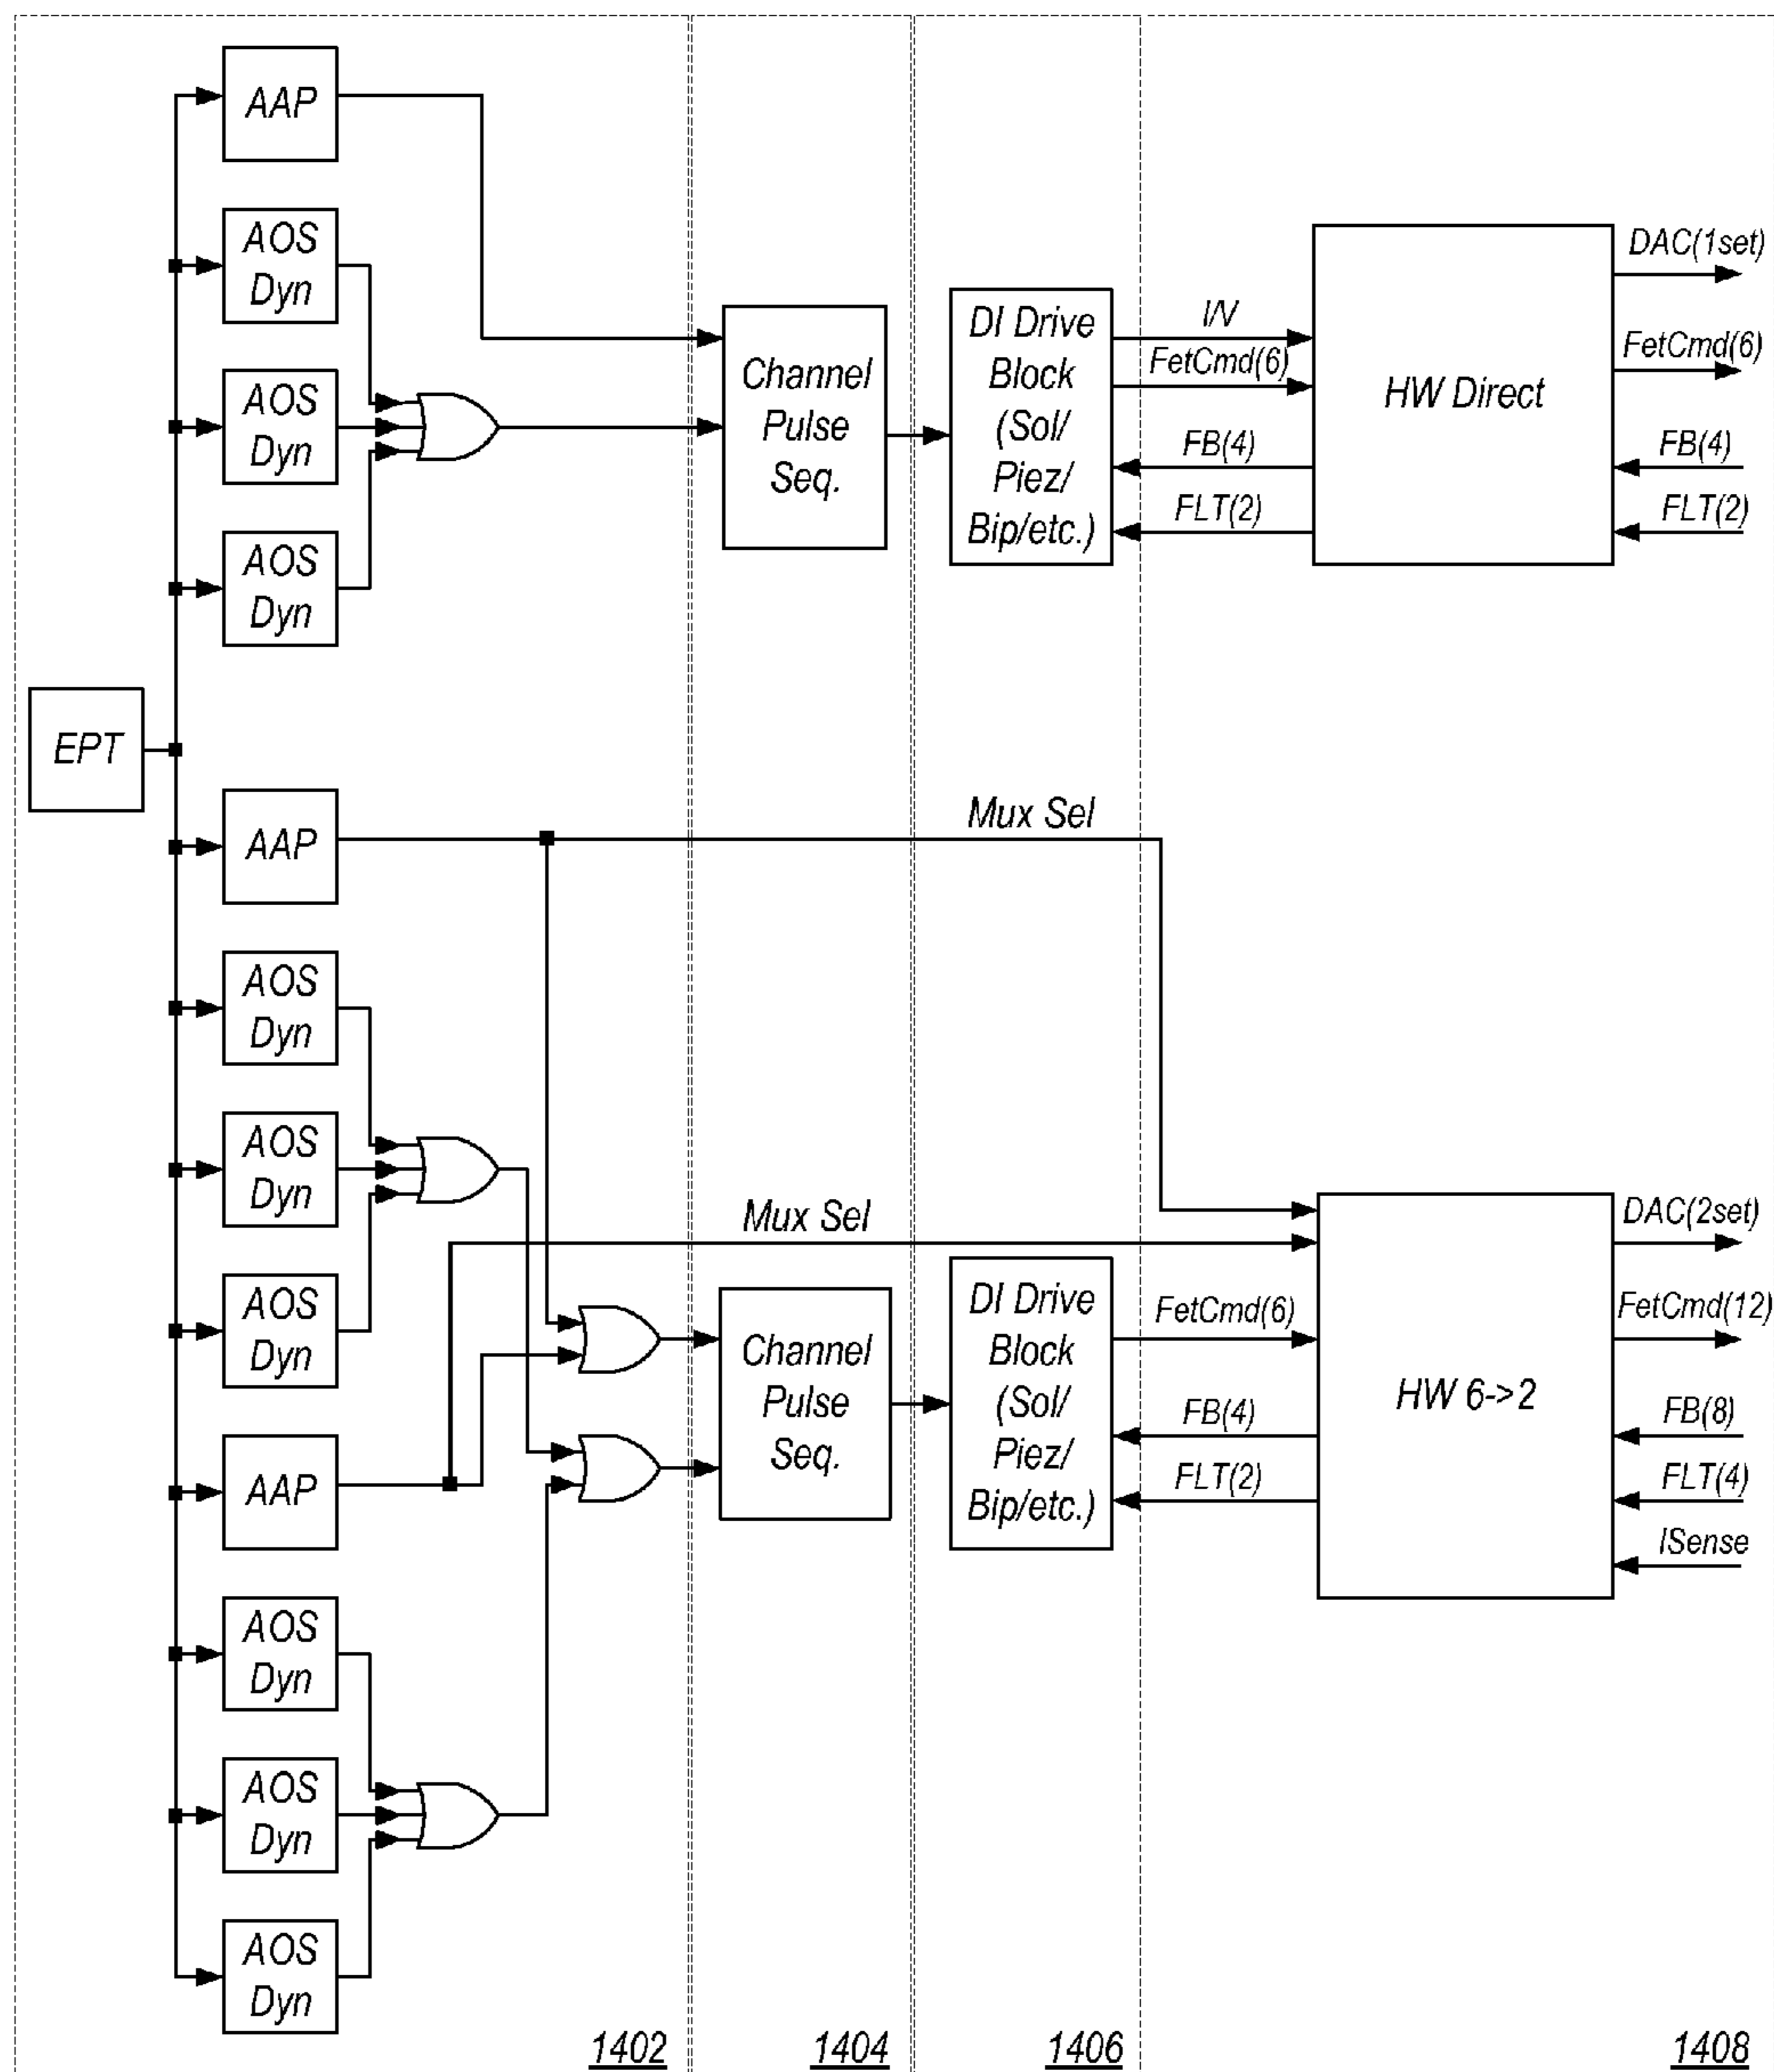 AAP
AOS
Dyn
AOS
Dyn
AOS
Dyn
EPT
AAP
AOS
Dyn
AOS
Dyn
AOS
Dyn
AAP
AOS
Dyn
AOS
Dyn
AOS
Dyn
1402
Channel
Pulse
Seq.
Mux Sel
Channel
Pulse
Seq.
1404
DI Drive
Block
(Sol/
Piez/
Bip/etc.)
Mux Sel
DI Drive
Block
(Sol/
Piez/
Bip/etc.)
1406
I/V
FetCmd(6)
FB(4)
FLT(2)
HW Direct
DAC(1set)
FetCmd(6)
FB(4)
FLT(2)
FetCmd(6)
FB(4)
FLT(2)
HW 6->2
DAC(2set)
FetCmd(12)
FB(8)
FLT(4)
ISense
1408